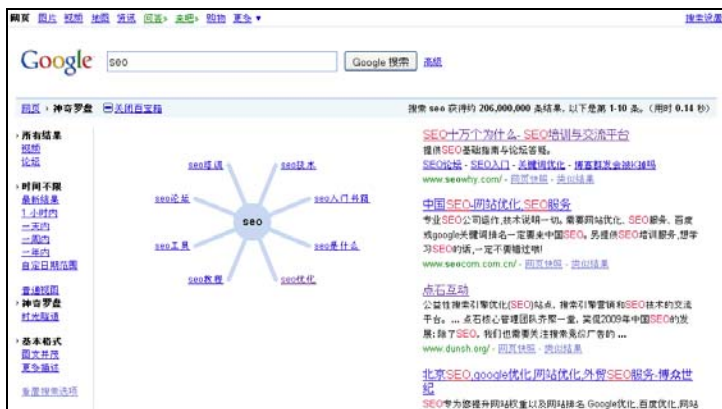 网页 图片 视频 地图 资讯 问答» 来吧» 购物 更多 ▼
搜索设置
Google
seo
Google 搜索
高级
网页 › 神奇罗盘 关闭百宝箱
搜索 seo 获得约 206,000,000 条结果，以下是第 1-10 条。（用时 0.14 秒）
› 所有结果
视频
论坛
› 时间不限
最新结果
1 小时内
一天内
一周内
一年内
自定日期范围
普通视图
› 神奇罗盘
时光隧道
› 基本格式
图文并茂
更多描述
重置搜索选项
seo培训
seo技术
seo论坛
seo入门书籍
seo
seo工具
seo是什么
seo教程
seo优化
SEO十万个为什么- SEO培训与交流平台
提供SEO基础指南与论坛答疑。
SEO论坛 - SEO入门 - 关键词优化 - 博客群发会被K掉吗
www.seowhy.com/ - 网页快照 - 类似结果
中国SEO-网站优化,SEO服务
专业SEO公司运作,技术说明一切。需要网站优化、SEO服务、百度
或google关键词排名一定要来中国SEO。另提供SEO培训服务,想学
习SEO的话,一定不要错过哦!
www.seocom.com.cn/ - 网页快照 - 类似结果
点石互动
公益性搜索引擎优化(SEO)站点，搜索引擎营销和SEO技术的交流
平台。 ... 点石核心管理团队齐聚一堂，笑侃2009年中国SEO的发
展; 除了SEO，我们也需要关注搜索竞价广告的 ...
www.dunsh.org/ - 网页快照 - 类似结果
北京SEO,google优化,网站优化,外贸SEO服务-博众世
纪
SEO专为您提升网站权重以及网站排名 Google优化,百度优化,网站